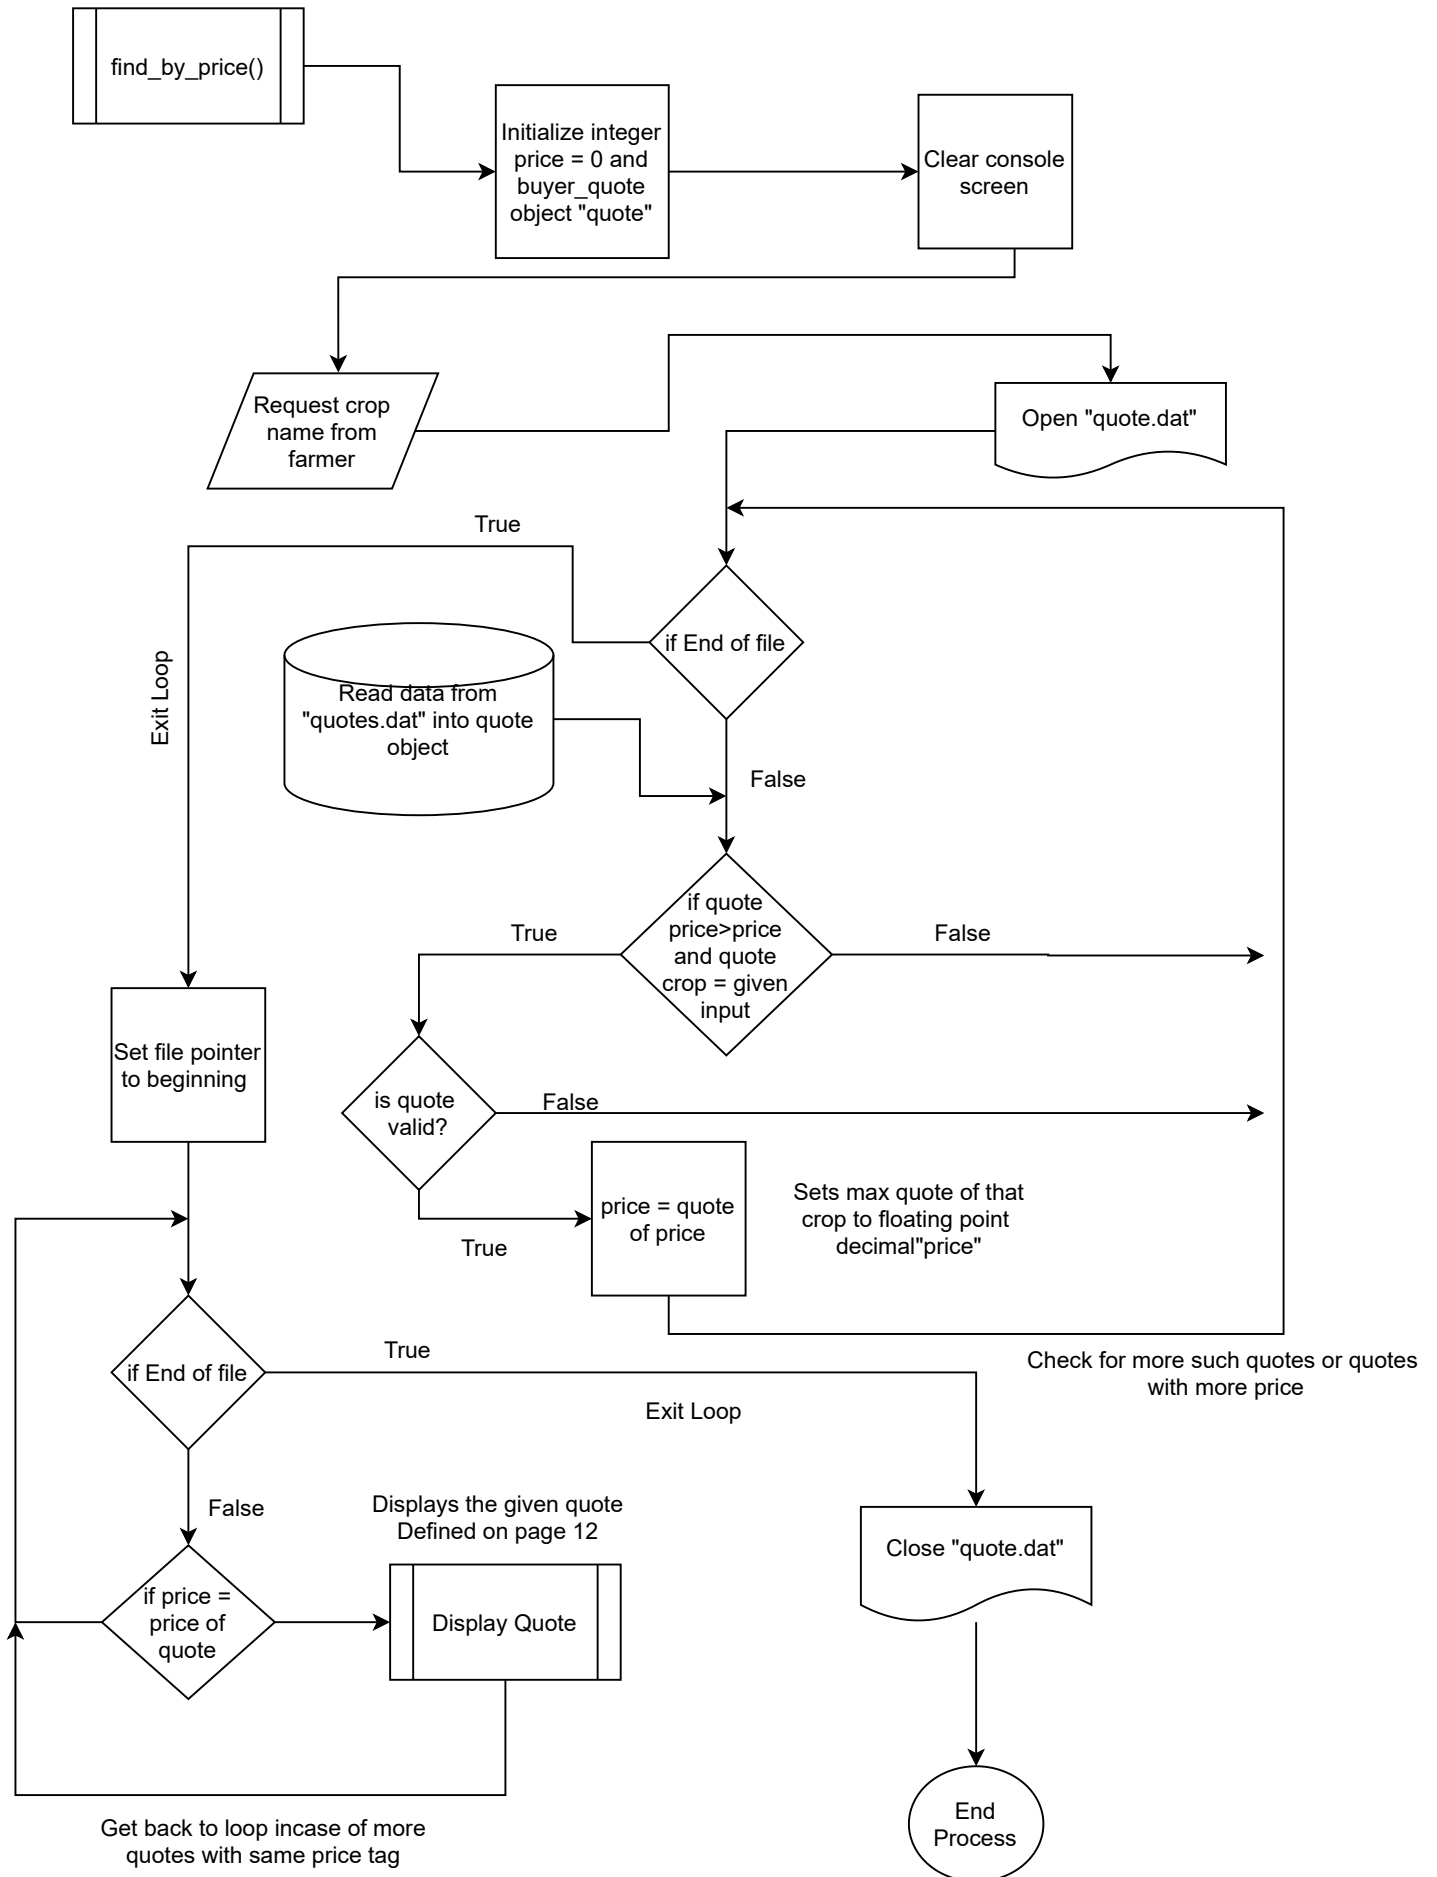 find_by_price()
Initialize integer
price = 0 and
buyer_quote
object "quote"
Clear console
screen
Request crop
name from
farmer
Open "quote.dat"
True
if End of file
Exit Loop
Read data from
"quotes.dat" into quote
object
False
if quote
price>price
and quote
crop = given
input
True
False
Set file pointer
to beginning
is quote
valid?
False
True
price = quote
of price
Sets max quote of that
crop to floating point
decimal"price"
Check for more such quotes or quotes
with more price
if End of file
True
Exit Loop
False
Displays the given quote
Defined on page 12
if price =
price of
quote
Display Quote
Close "quote.dat"
Get back to loop incase of more
quotes with same price tag
End
Process